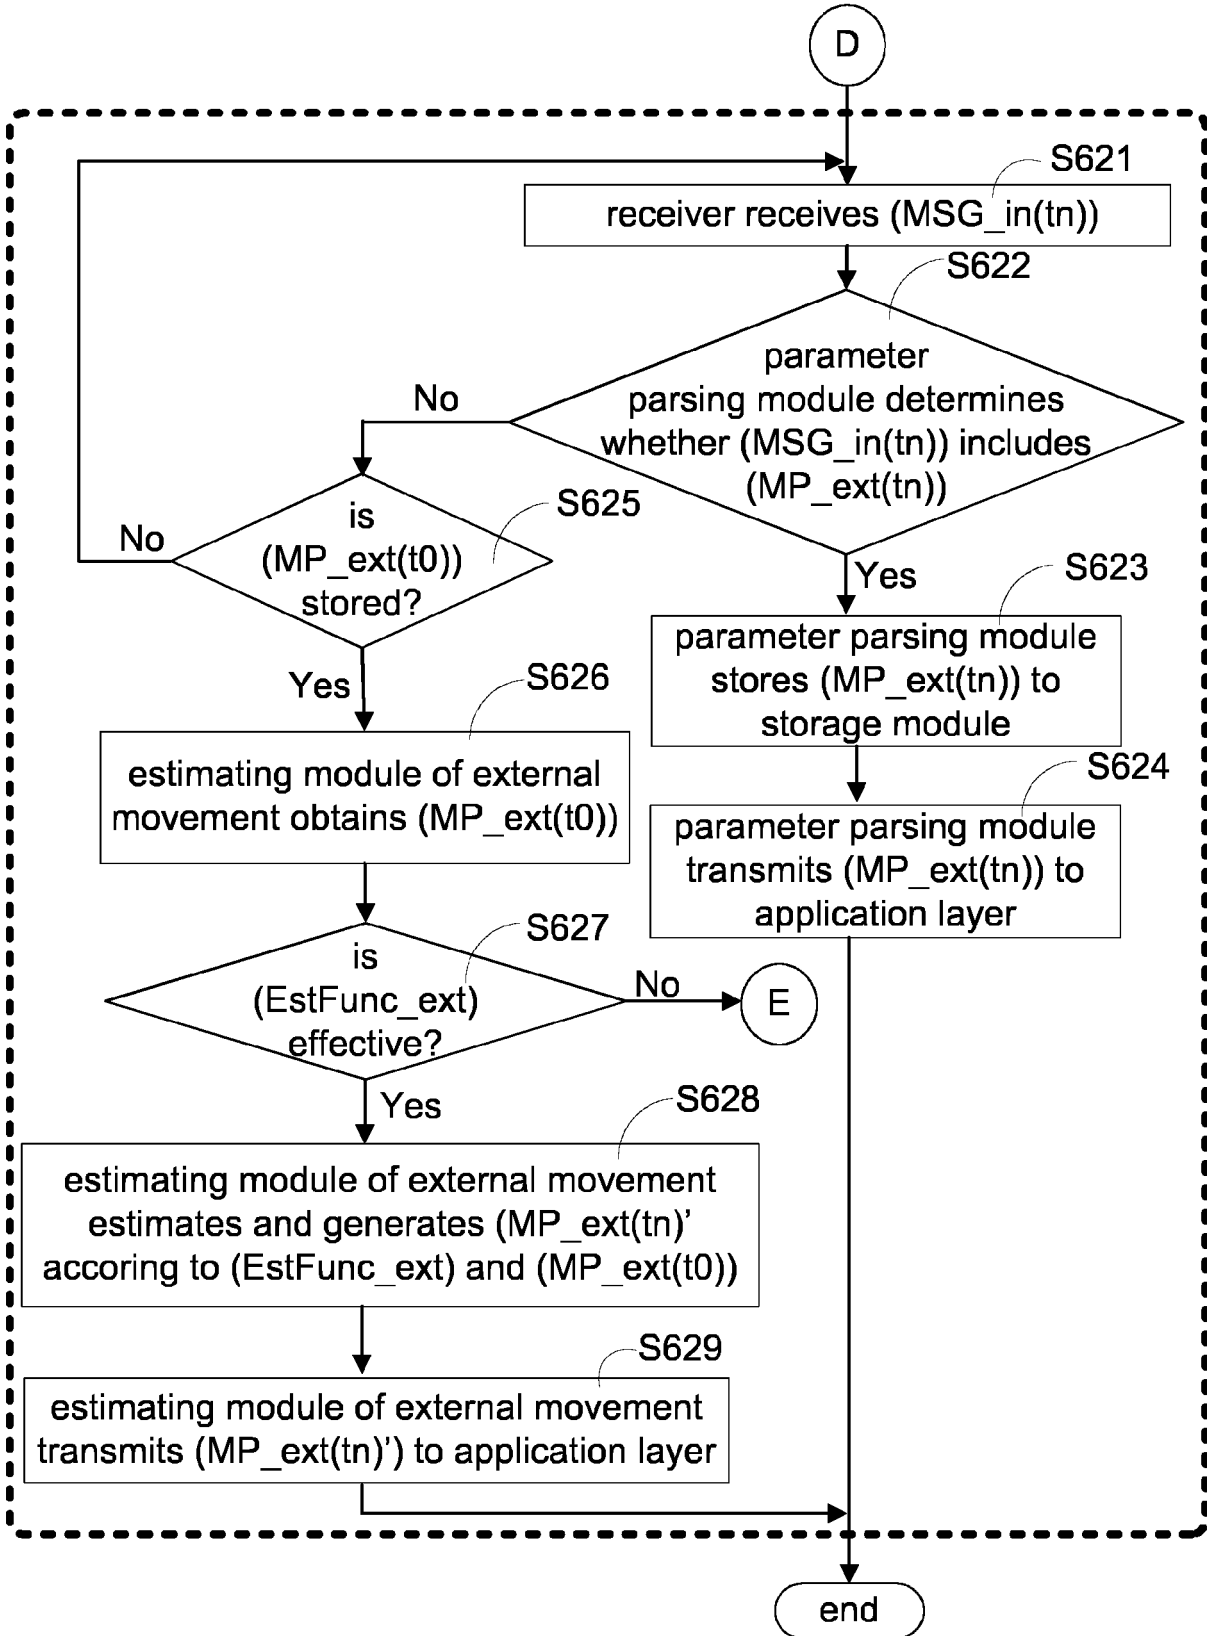 D
S621
receiver receives (MSG_in(tn))
S622
parameter
parsing module determines
whether (MSG_in(tn)) includes
(MP_ext(tn))
No
Yes
S625
is
(MP_ext(t0))
stored?
No
Yes
S623
parameter parsing module
stores (MP_ext(tn)) to
storage module
S626
estimating module of external
movement obtains (MP_ext(t0))
S624
parameter parsing module
transmits (MP_ext(tn)) to
application layer
S627
is
(EstFunc_ext)
effective?
No
E
Yes
S628
estimating module of external movement
estimates and generates (MP_ext(tn)’
accoring to (EstFunc_ext) and (MP_ext(t0))
S629
estimating module of external movement
transmits (MP_ext(tn)’) to application layer
end